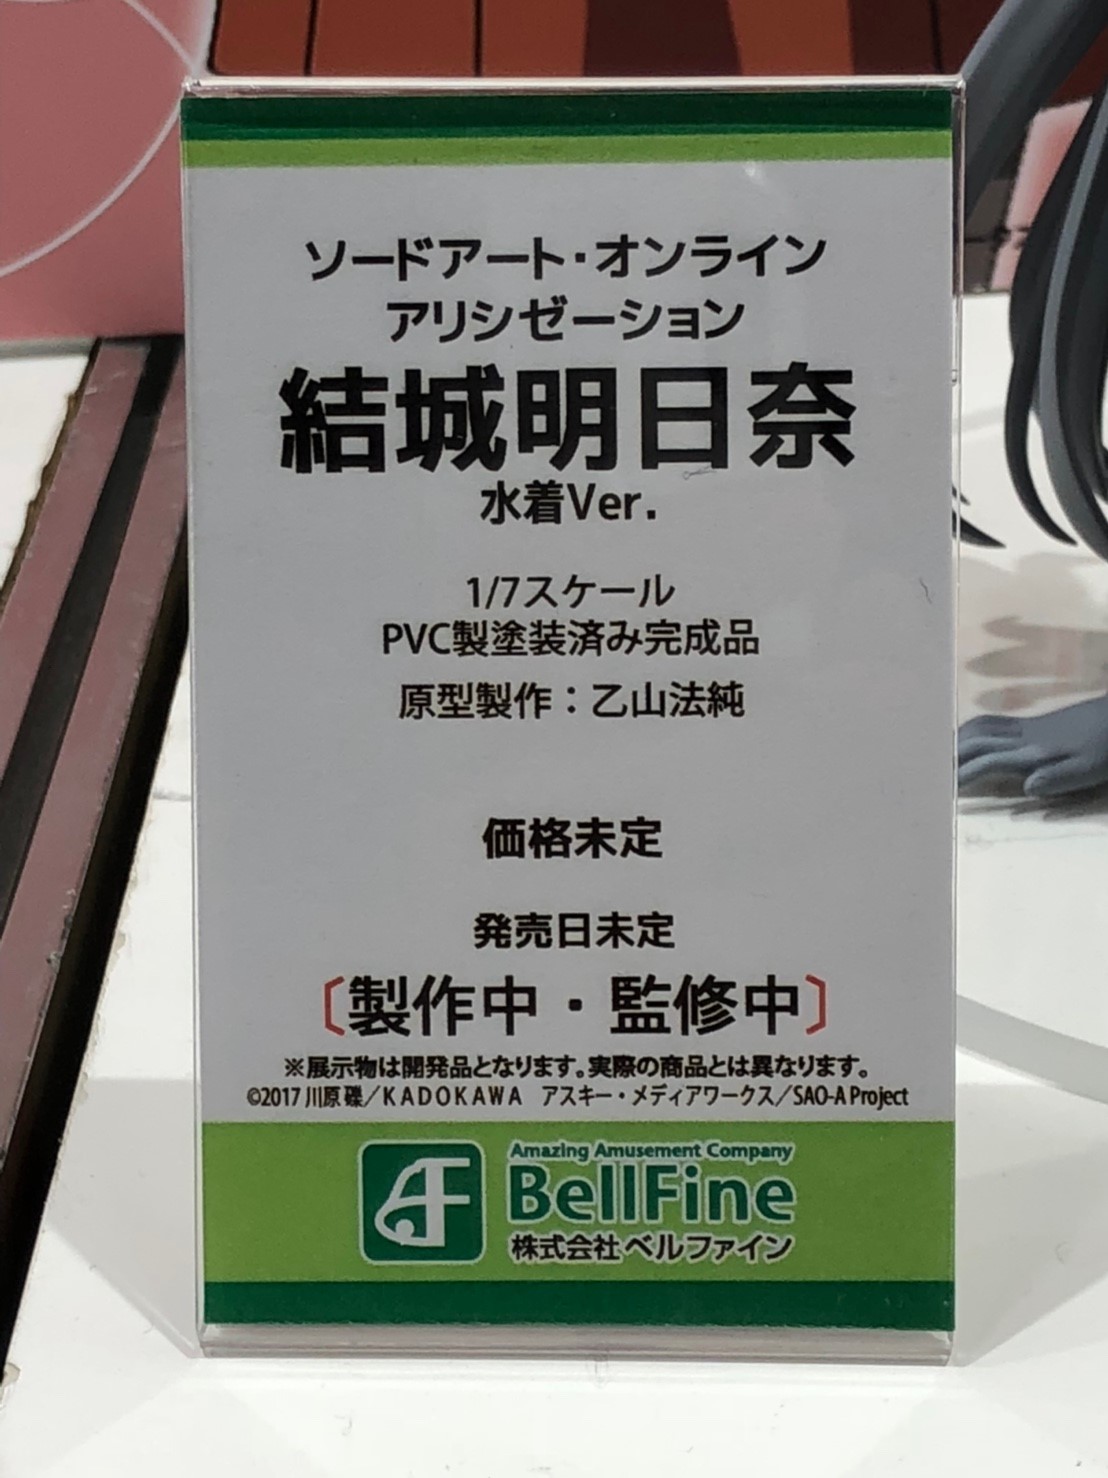 ソードアート・オンライン
アリシゼーション
結城明日奈
水着Ver.
1/7スケール
PVC製塗装済み完成品
原型製作：乙山法純
価格未定
発売日未定
〔製作中・監修中〕
※展示物は開発品となります。実際の商品とは異なります。
©2017 川原 礫／KADOKAWA　アスキー・メディアワークス／SAO-A Project
Amazing Amusement Company
BellFine
株式会社 ベルファイン